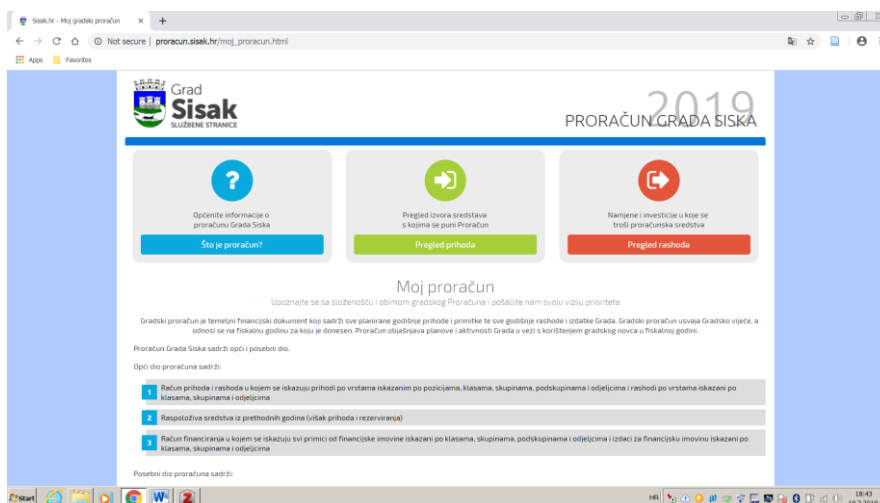 Sisak.hr - Moj gradski proračun
Not secure | proracun.sisak.hr/moj_proracun.html
Apps Favorites
Grad
Sisak
SLUŽBENE STRANICE
2019
PRORAČUN GRADA SISKA
?
Općenite informacije o
proračunu Grada Siska
Što je proračun?
Pregled izvora sredstava
s kojima se puni Proračun
Pregled prihoda
Namjene i investicije u koje se
troši proračunska sredstva
Pregled rashoda
Moj proračun
Upoznajte se sa složenošću i obimom gradskog Proračuna i pošaljite nam svoju viziju prioriteta
Gradski proračun je temeljni financijski dokument koji sadrži sve planirane godišnje prihode i primitke te sve godišnje rashode i izdatke Grada. Gradski proračun usvaja Gradsko vijeće, a
odnosi se na fiskalnu godinu za koju je donesen. Proračun objašnjava planove i aktivnosti Grada u vezi s korištenjem gradskog novca u fiskalnoj godini.
Proračun Grada Siska sadrži opći i posebni dio.
Opći dio proračuna sadrži:
1 Račun prihoda i rashoda u kojem se iskazuju prihodi po vrstama iskazanim po pozicijama, klasama, skupinama, podskupinama i odjeljcima i rashodi po vrstama iskazani po
klasama, skupinama i odjeljcima
2 Raspoloživa sredstva iz prethodnih godina (višak prihoda i rezerviranja)
3 Račun financiranja u kojem se iskazuju svi primici od financijske imovine iskazani po klasama, skupinama, podskupinama i odjeljcima i izdaci za financijsku imovinu iskazani po
klasama, skupinama i odjeljcima
Posebni dio proračuna sadrži:
Start
HR
18:43